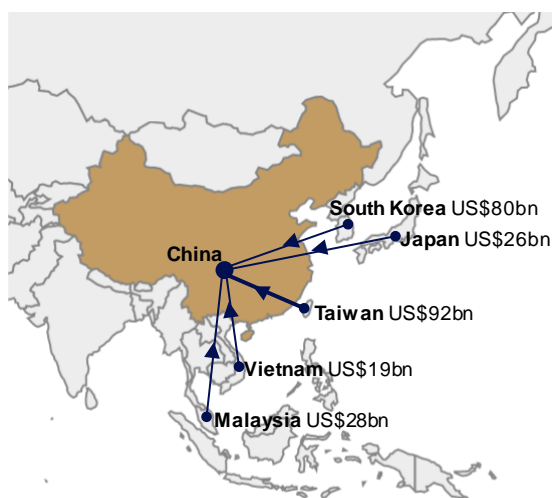 South Korea US$80bn
Japan US$26bn
China
Taiwan US$92bn
Vietnam US$19bn
Malaysia US$28bn